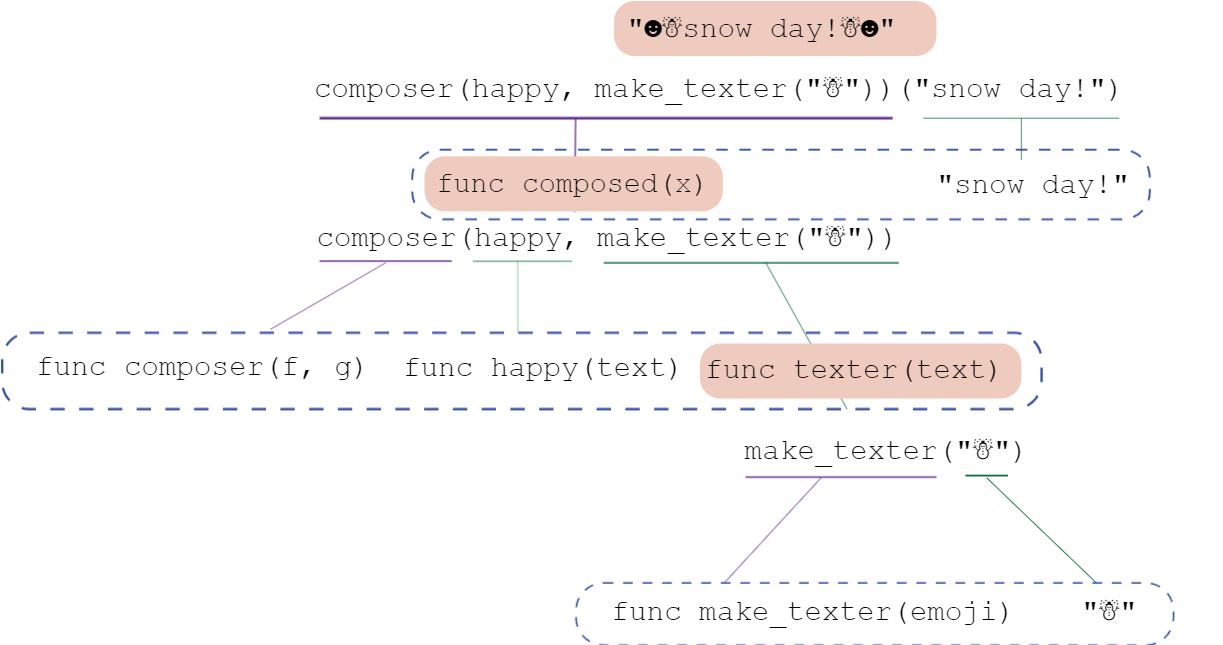 "☻☃snow day!☃☻"
composer(happy, make_texter("☃"))("snow day!")
func composed(x) "snow day!"
composer(happy, make_texter("☃"))
func composer(f, g) func happy(text) func texter(text)
make_texter("☃")
func make_texter(emoji) "☃"